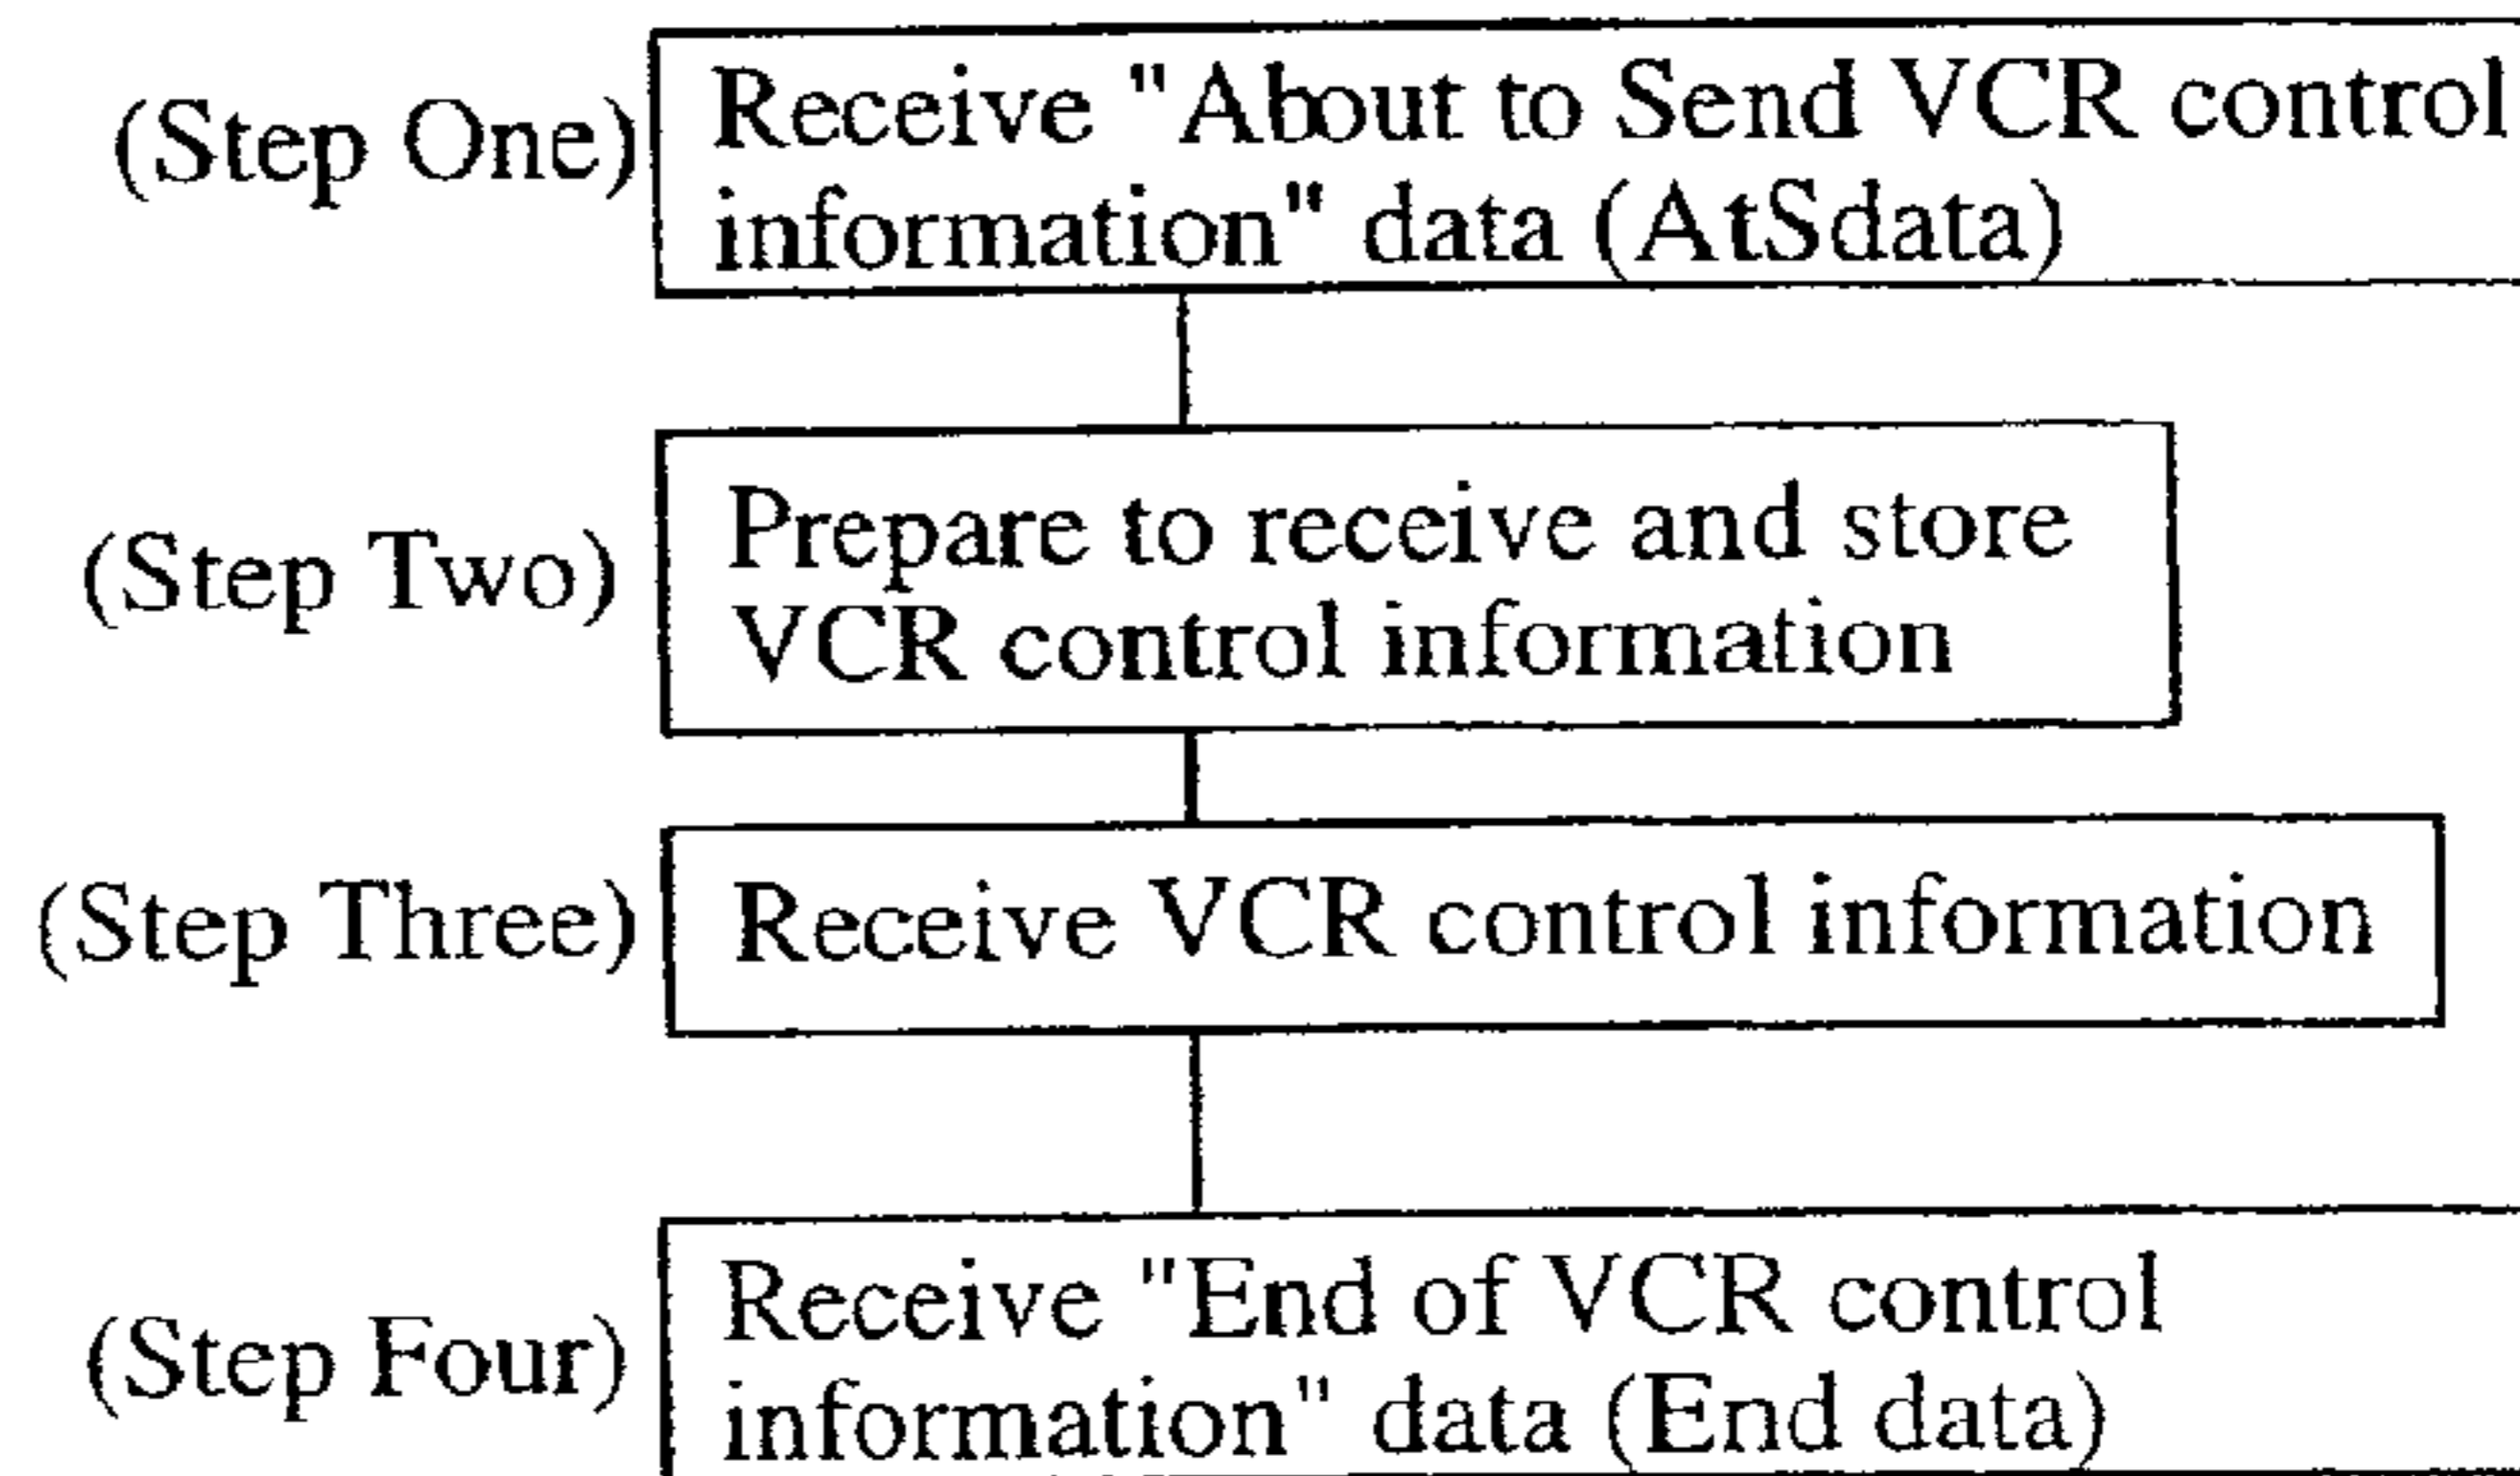 (Step One) Receive "About to Send VCR control
information" data (AtSdata)
(Step Two) Prepare to receive and store
VCR control information
(Step Three) Receive VCR control information
(Step Four) Receive "End of VCR control
information" data (End data)